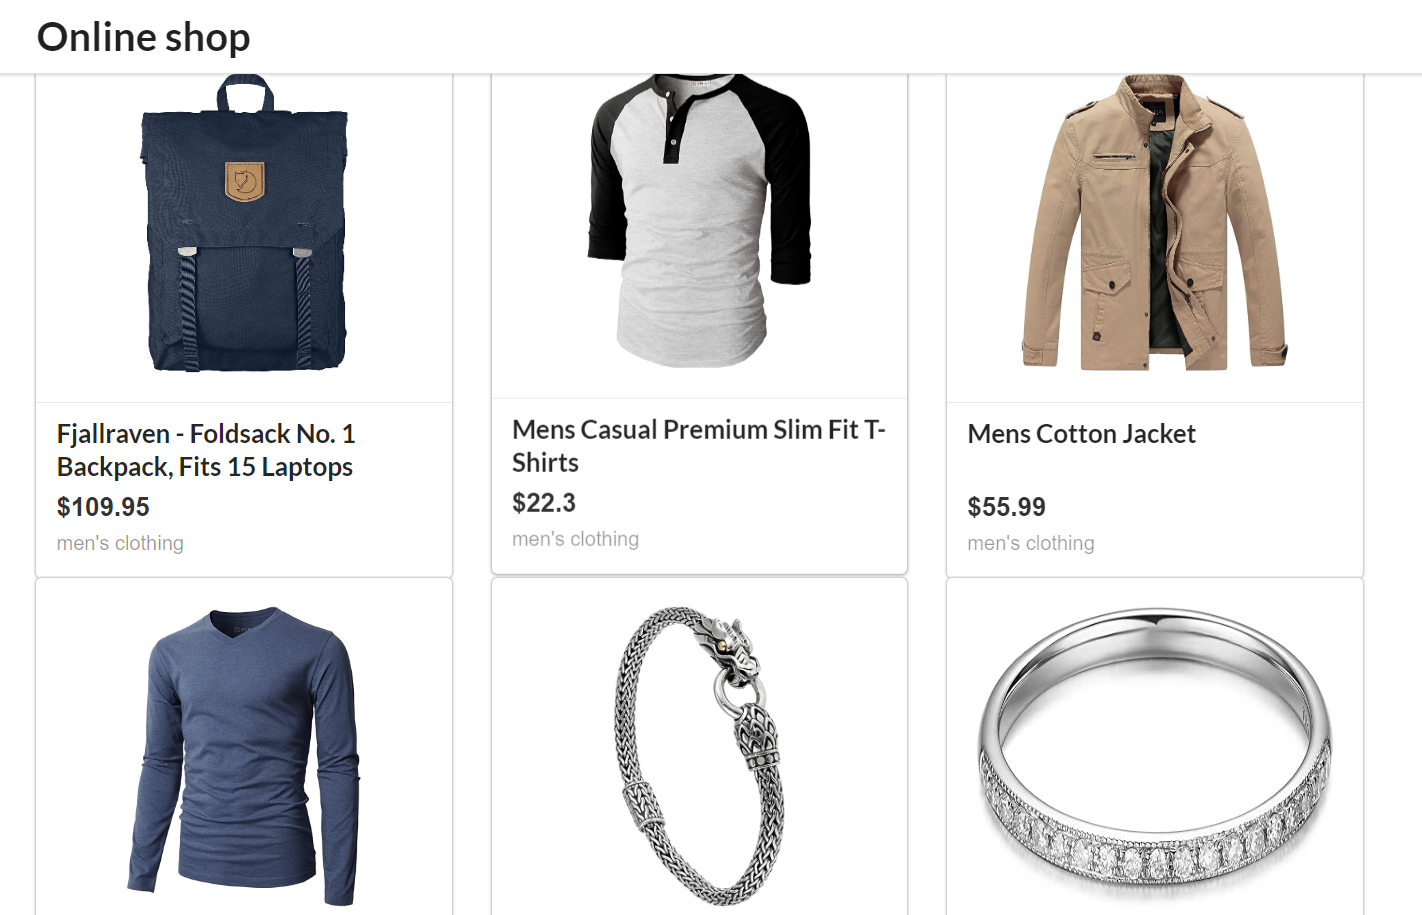 Online shop
Fjallraven - Foldsack No. 1
Backpack, Fits 15 Laptops
$109.95
men's clothing
Mens Casual Premium Slim Fit T-
Shirts
$22.3
men's clothing
Mens Cotton Jacket
$55.99
men's clothing